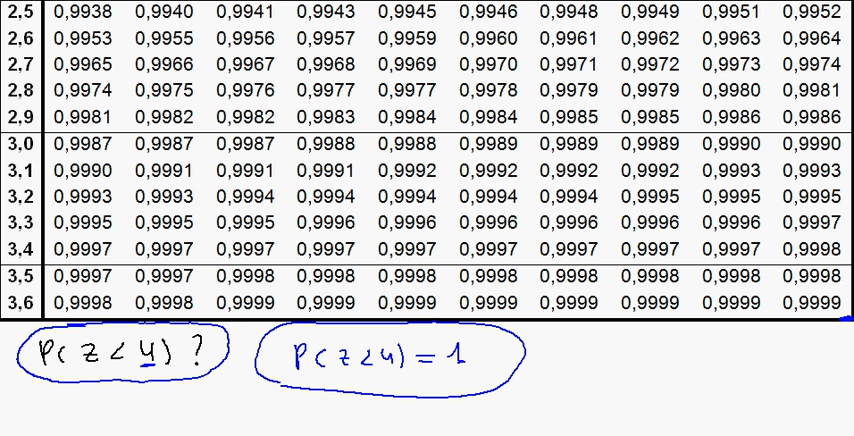 2,5 0,9938 0,9940 0,9941 0,9943 0,9945 0,9946 0,9948 0,9949 0,9951 0,9952
2,6 0,9953 0,9955 0,9956 0,9957 0,9959 0,9960 0,9961 0,9962 0,9963 0,9964
2,7 0,9965 0,9966 0,9967 0,9968 0,9969 0,9970 0,9971 0,9972 0,9973 0,9974
2,8 0,9974 0,9975 0,9976 0,9977 0,9977 0,9978 0,9979 0,9979 0,9980 0,9981
2,9 0,9981 0,9982 0,9982 0,9983 0,9984 0,9984 0,9985 0,9985 0,9986 0,9986
3,0 0,9987 0,9987 0,9987 0,9988 0,9988 0,9989 0,9989 0,9989 0,9990 0,9990
3,1 0,9990 0,9991 0,9991 0,9991 0,9992 0,9992 0,9992 0,9992 0,9993 0,9993
3,2 0,9993 0,9993 0,9994 0,9994 0,9994 0,9994 0,9994 0,9995 0,9995 0,9995
3,3 0,9995 0,9995 0,9995 0,9996 0,9996 0,9996 0,9996 0,9996 0,9996 0,9997
3,4 0,9997 0,9997 0,9997 0,9997 0,9997 0,9997 0,9997 0,9997 0,9997 0,9998
3,5 0,9997 0,9997 0,9998 0,9998 0,9998 0,9998 0,9998 0,9998 0,9998 0,9998
3,6 0,9998 0,9998 0,9999 0,9999 0,9999 0,9999 0,9999 0,9999 0,9999 0,9999
P(Z<4)? P(Z<4)=1